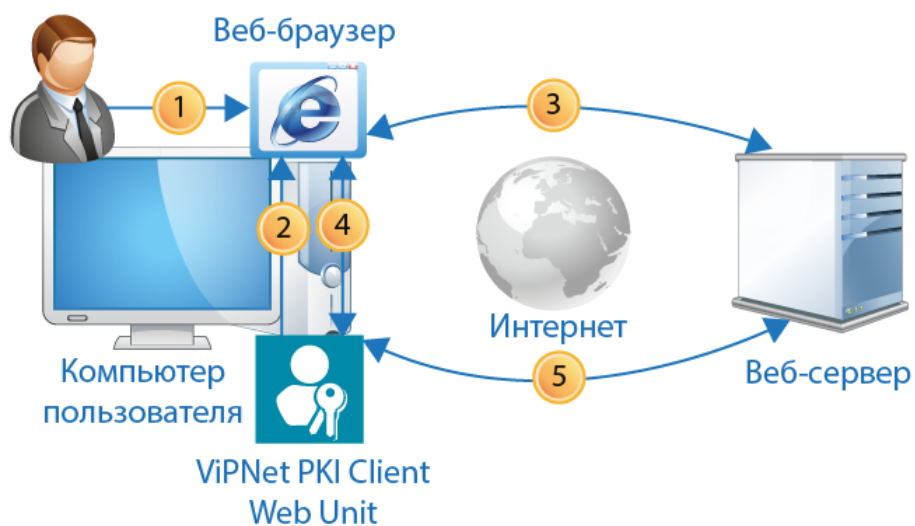 Веб-браузер
1
3
2
4
Интернет
5
Компьютер
пользователя
Веб-сервер
ViPNet PKI Client
Web Unit